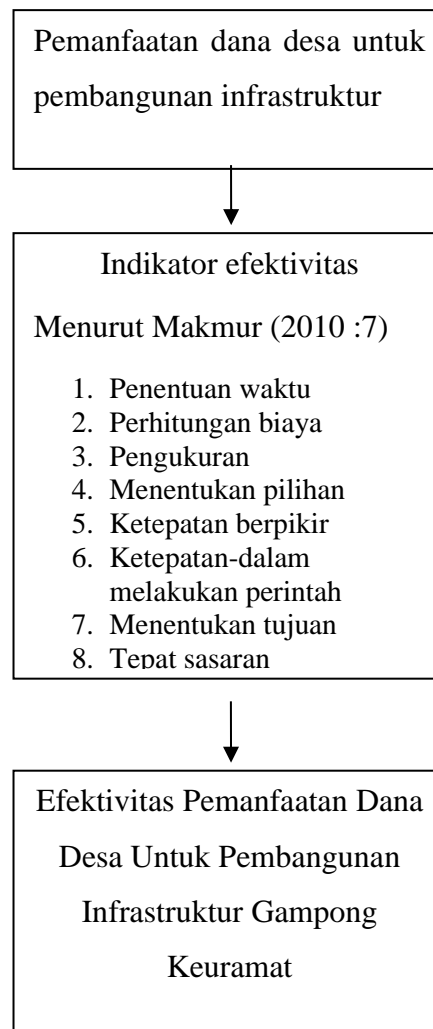 Pemanfaatan dana desa untuk
pembangunan infrastruktur
Indikator efektivitas
Menurut Makmur (2010 :7)
1. Penentuan waktu
2. Perhitungan biaya
3. Pengukuran
4. Menentukan pilihan
5. Ketepatan berpikir
6. Ketepatan-dalam
melakukan perintah
7. Menentukan tujuan
8. Tepat sasaran
Efektivitas Pemanfaatan Dana
Desa Untuk Pembangunan
Infrastruktur Gampong
Keuramat